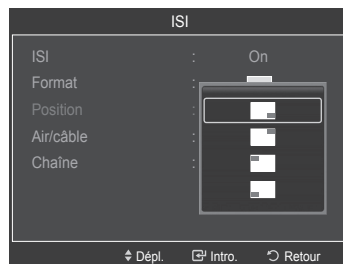 ISI
ISI : On
Format :
Position :
Air/câble :
Chaîne :
Dépl. Intro. Retour